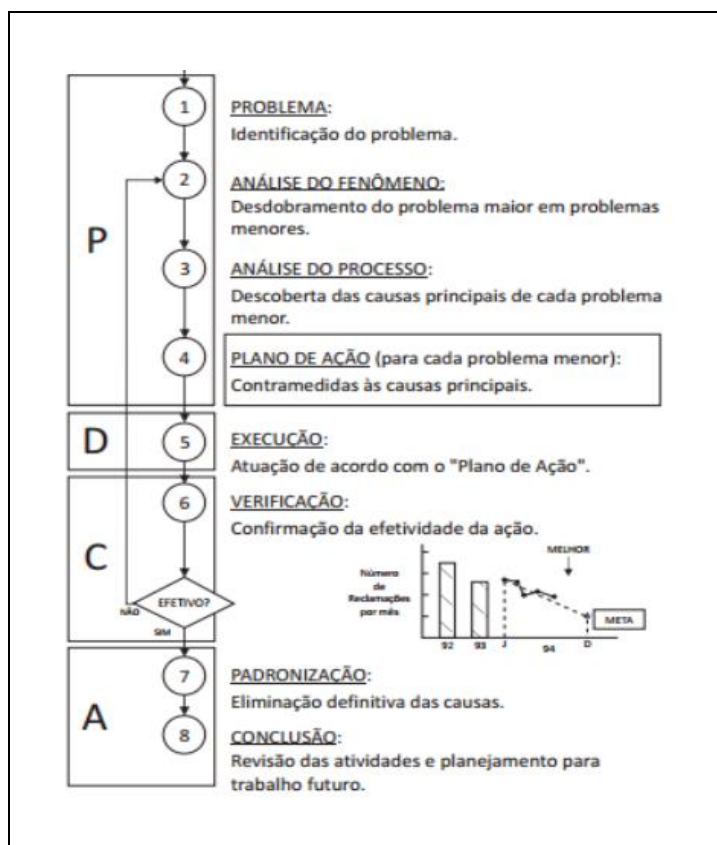 P
1
PROBLEMA:
Identificação do problema.
2
ANÁLISE DO FENÔMENO:
Desdobramento do problema maior em problemas
menores.
3
ANÁLISE DO PROCESSO:
Descoberta das causas principais de cada problema
menor.
4
PLANO DE AÇÃO (para cada problema menor):
Contramedidas às causas principais.
D
5
EXECUÇÃO:
Atuação de acordo com o "Plano de Ação".
C
6
VERIFICAÇÃO:
Confirmação da efetividade da ação.
EFETIVO?
NÃO
SIM
Número
de
Reclamações
por mês
MELHOR
META
92
93
J
94
D
A
7
PADRONIZAÇÃO:
Eliminação definitiva das causas.
8
CONCLUSÃO:
Revisão das atividades e planejamento para
trabalho futuro.